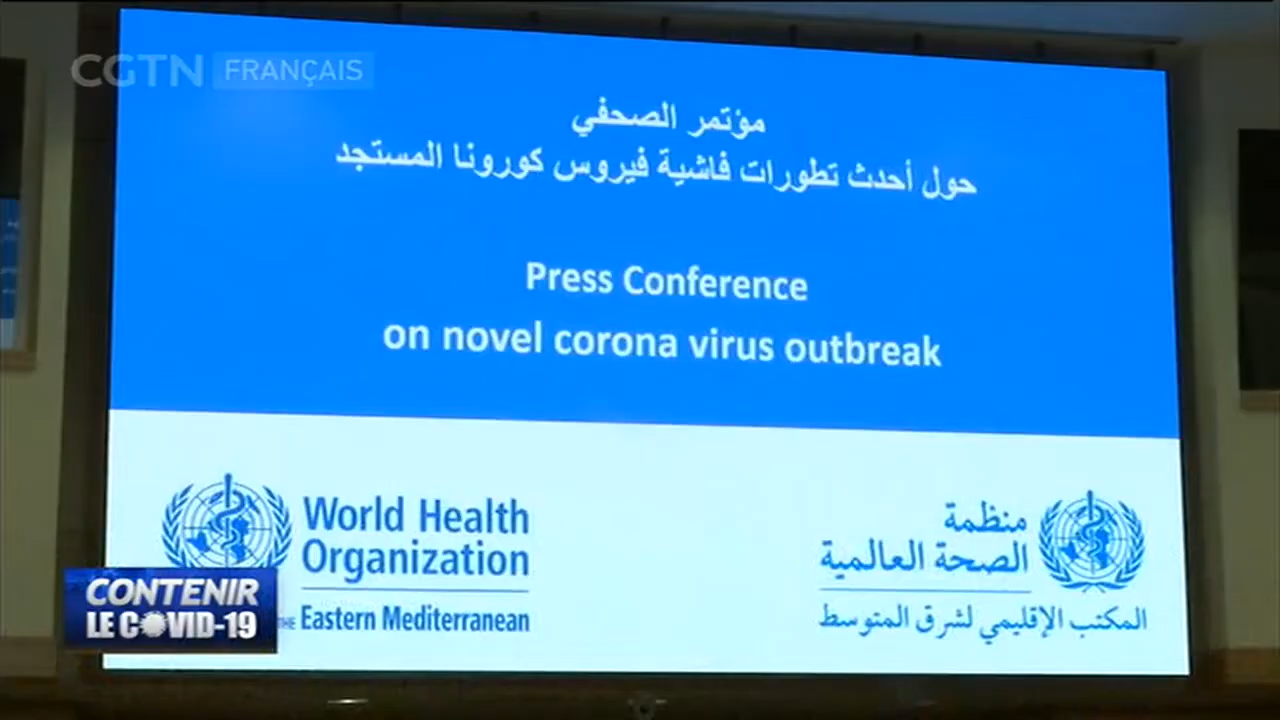 CGTN FRANÇAIS
مؤتمر الصحفي
حول أحدث تطورات فاشية فيروس كورونا المستجد
Press Conference
on novel corona virus outbreak
World Health
Organization
THE Eastern Mediterranean
منظمة
الصحة العالمية
المكتب الإقليمي لشرق المتوسط
CONTENIR
LE COVID-19